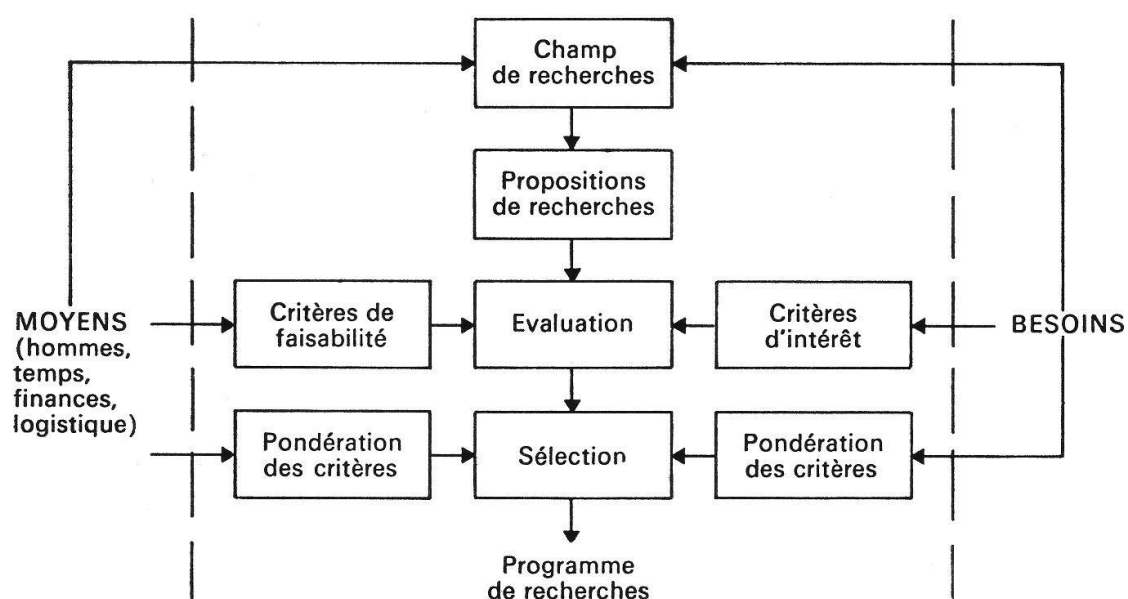 Champ
de recherches
Propositions
de recherches
MOYENS
(hommes,
temps,
finances,
logistique)
Critères de
faisabilité
Evaluation
Critères
d'intérêt
BESOINS
Pondération
des critères
Sélection
Pondération
des critères
Programme
de recherches